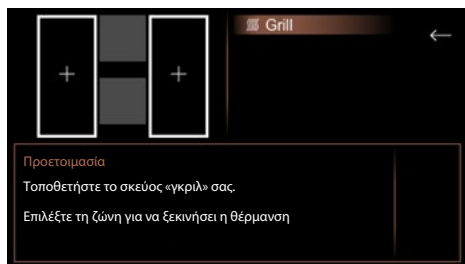 Grill
Προετοιμασία
Τοποθετήστε το σκεύος «γκριλ» σας.
Επιλέξτε τη ζώνη για να ξεκινήσει η θέρμανση